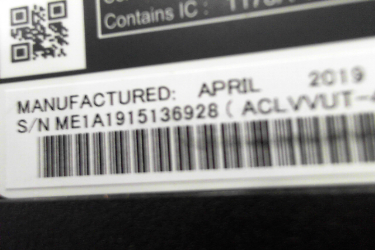 Contains IC :
MANUFACTURED: APRIL 2019
S/N ME1A1915136928 ( ACLVVUT-